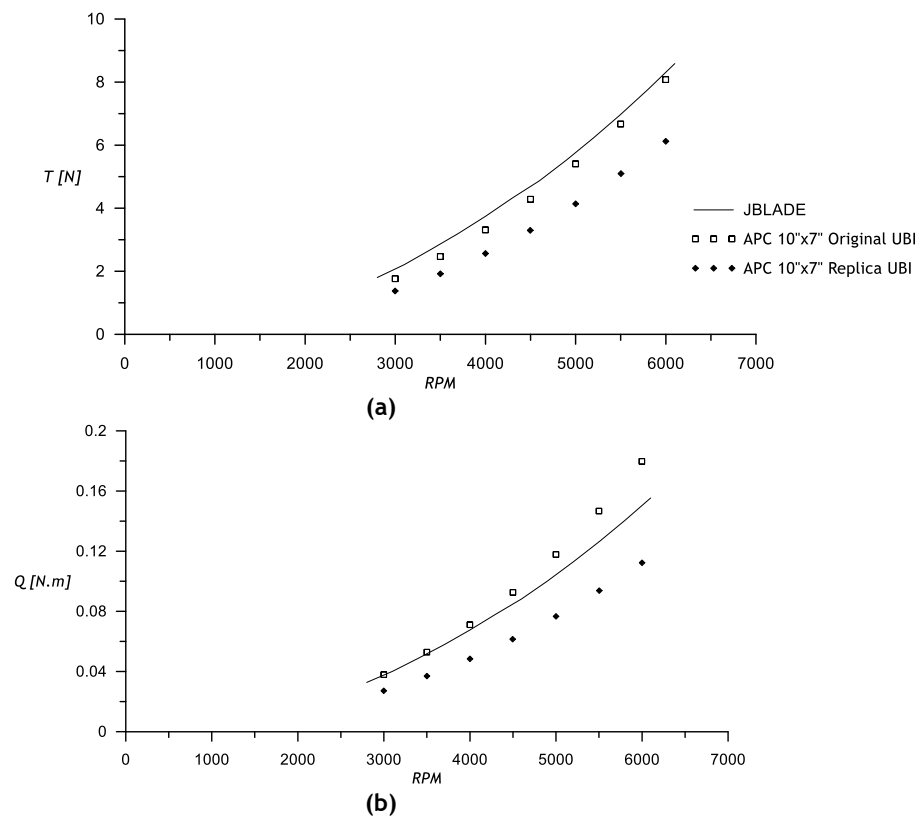 10
8
6
4
2
0
T [N]
0 1000 2000 3000 4000 5000 6000 7000
RPM
JBLADE
APC 10"x7" Original UBI
APC 10"x7" Replica UBI
(a)
0.2
0.16
0.12
0.08
0.04
0
Q [N.m]
0 1000 2000 3000 4000 5000 6000 7000
RPM
(b)